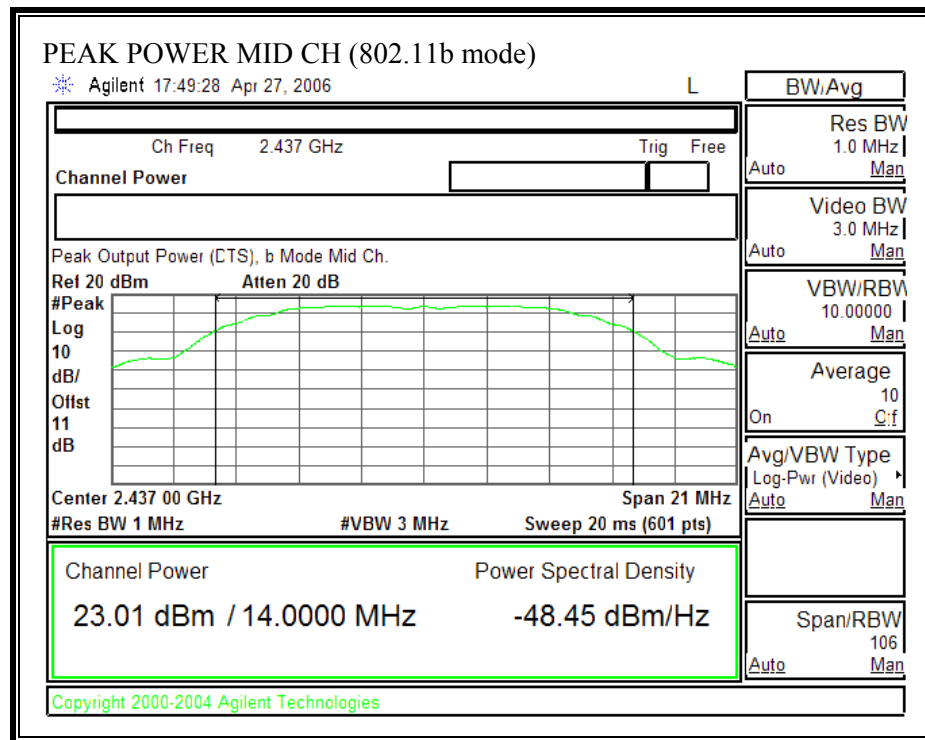 PEAK POWER MID CH (802.11b mode)
Agilent 17:49:28 Apr 27, 2006 L
Ch Freq 2.437 GHz Trig Free
Channel Power
Peak Output Power (DTS), b Mode Mid Ch.
Ref 20 dBm Atten 20 dB
#Peak
Log
10
dB/
Offst
11
dB
Center 2.437 00 GHz Span 21 MHz
#Res BW 1 MHz #VBW 3 MHz Sweep 20 ms (601 pts)
Channel Power Power Spectral Density
23.01 dBm / 14.0000 MHz -48.45 dBm/Hz
Copyright 2000-2004 Agilent Technologies
BW/Avg
Res BW
1.0 MHz
Auto Man
Video BW
3.0 MHz
Auto Man
VBW/RBW
10.00000
Auto Man
Average
10
On Off
Avg/VBW Type
Log-Pwr (Video)
Auto Man
Span/RBW
106
Auto Man